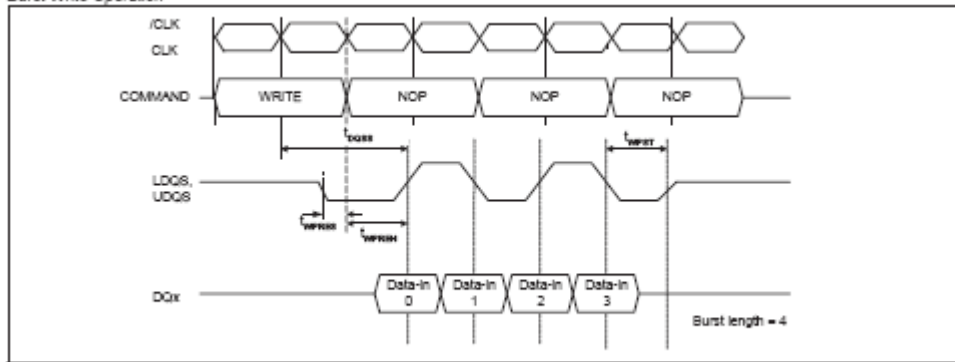 Burst Write Operation
/CLK
CLK
COMMAND
WRITE
NOP
NOP
NOP
tDQSS
tWPST
LDQS,
UDQS
tWPRES
tWPREH
DQx
Data-in
0
Data-in
1
Data-in
2
Data-in
3
Burst length = 4